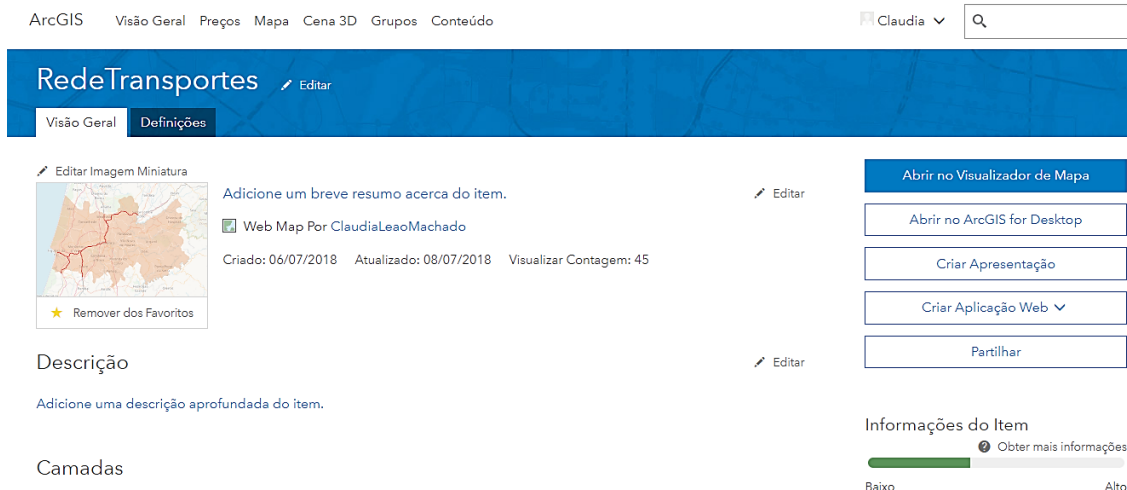 ArcGIS Visão Geral Preços Mapa Cena 3D Grupos Conteúdo Claudia
RedeTransportes Editar
Visão Geral Definições
Editar Imagem Miniatura
Adicione um breve resumo acerca do item. Editar
Web Map Por ClaudiaLeaoMachado
Criado: 06/07/2018 Atualizado: 08/07/2018 Visualizar Contagem: 45
Remover dos Favoritos
Abrir no Visualizador de Mapa
Abrir no ArcGIS for Desktop
Criar Apresentação
Criar Aplicação Web
Partilhar
Descrição Editar
Adicione uma descrição aprofundada do item.
Camadas
Informações do Item
Obter mais informações
Baixo Alto